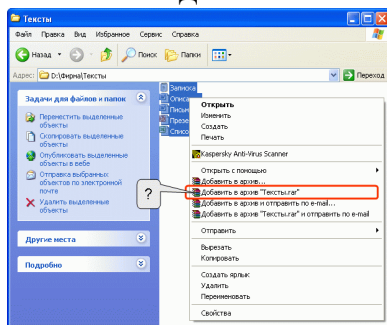 Тексты
Файл Правка Вид Избранное Сервис Справка
Назад Поиск Папки
Адрес: D:\Фирма\Тексты Переход
Задачи для файлов и папок
Переместить выделенные объекты
Скопировать выделенные объекты
Опубликовать выделенные объекты в вебе
Отправка выбранных объектов по электронной почте
Удалить выделенные объекты
Другие места
Подробно
Записка
Описа
Письм
Презе
Списо
?
Открыть
Изменить
Создать
Печать
Kaspersky Anti-Virus Scanner
Открыть с помощью
Добавить в архив...
Добавить в архив "Тексты.rar"
Добавить в архив и отправить по e-mail...
Добавить в архив "Тексты.rar" и отправить по e-mail
Отправить
Вырезать
Копировать
Создать ярлык
Удалить
Переименовать
Свойства